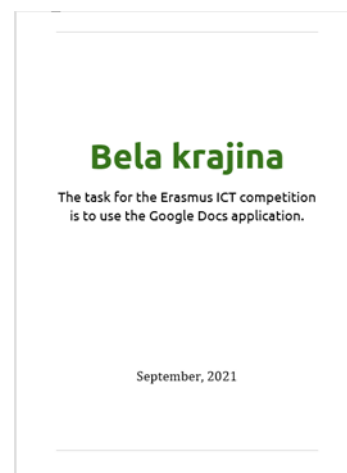 Bela krajina
The task for the Erasmus ICT competition
is to use the Google Docs application.
September, 2021